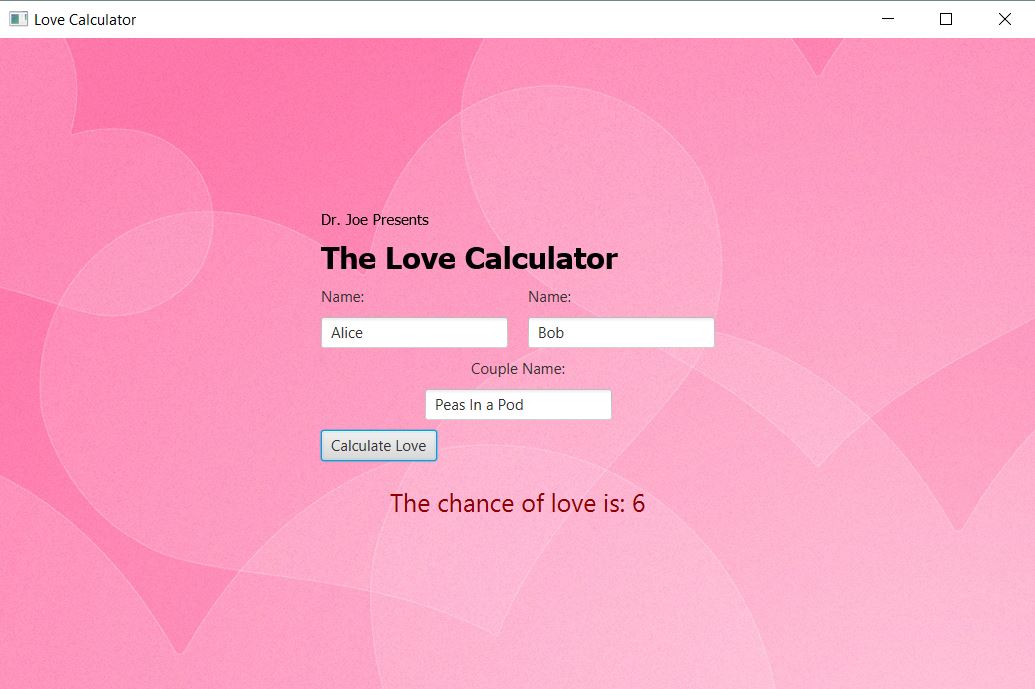 Love Calculator
Dr. Joe Presents
The Love Calculator
Name: Name:
Alice Bob
Couple Name:
Peas In a Pod
Calculate Love
The chance of love is: 6